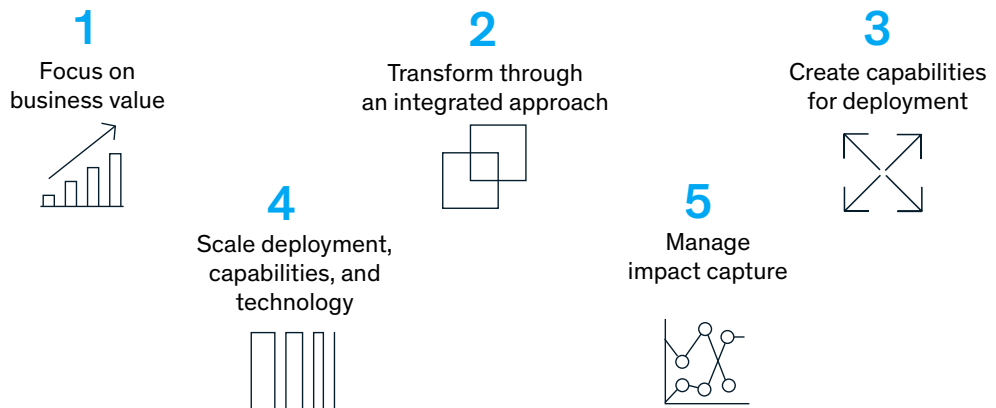 1
Focus on
business value
2
Transform through
an integrated approach
3
Create capabilities
for deployment
4
Scale deployment,
capabilities, and
technology
5
Manage
impact capture